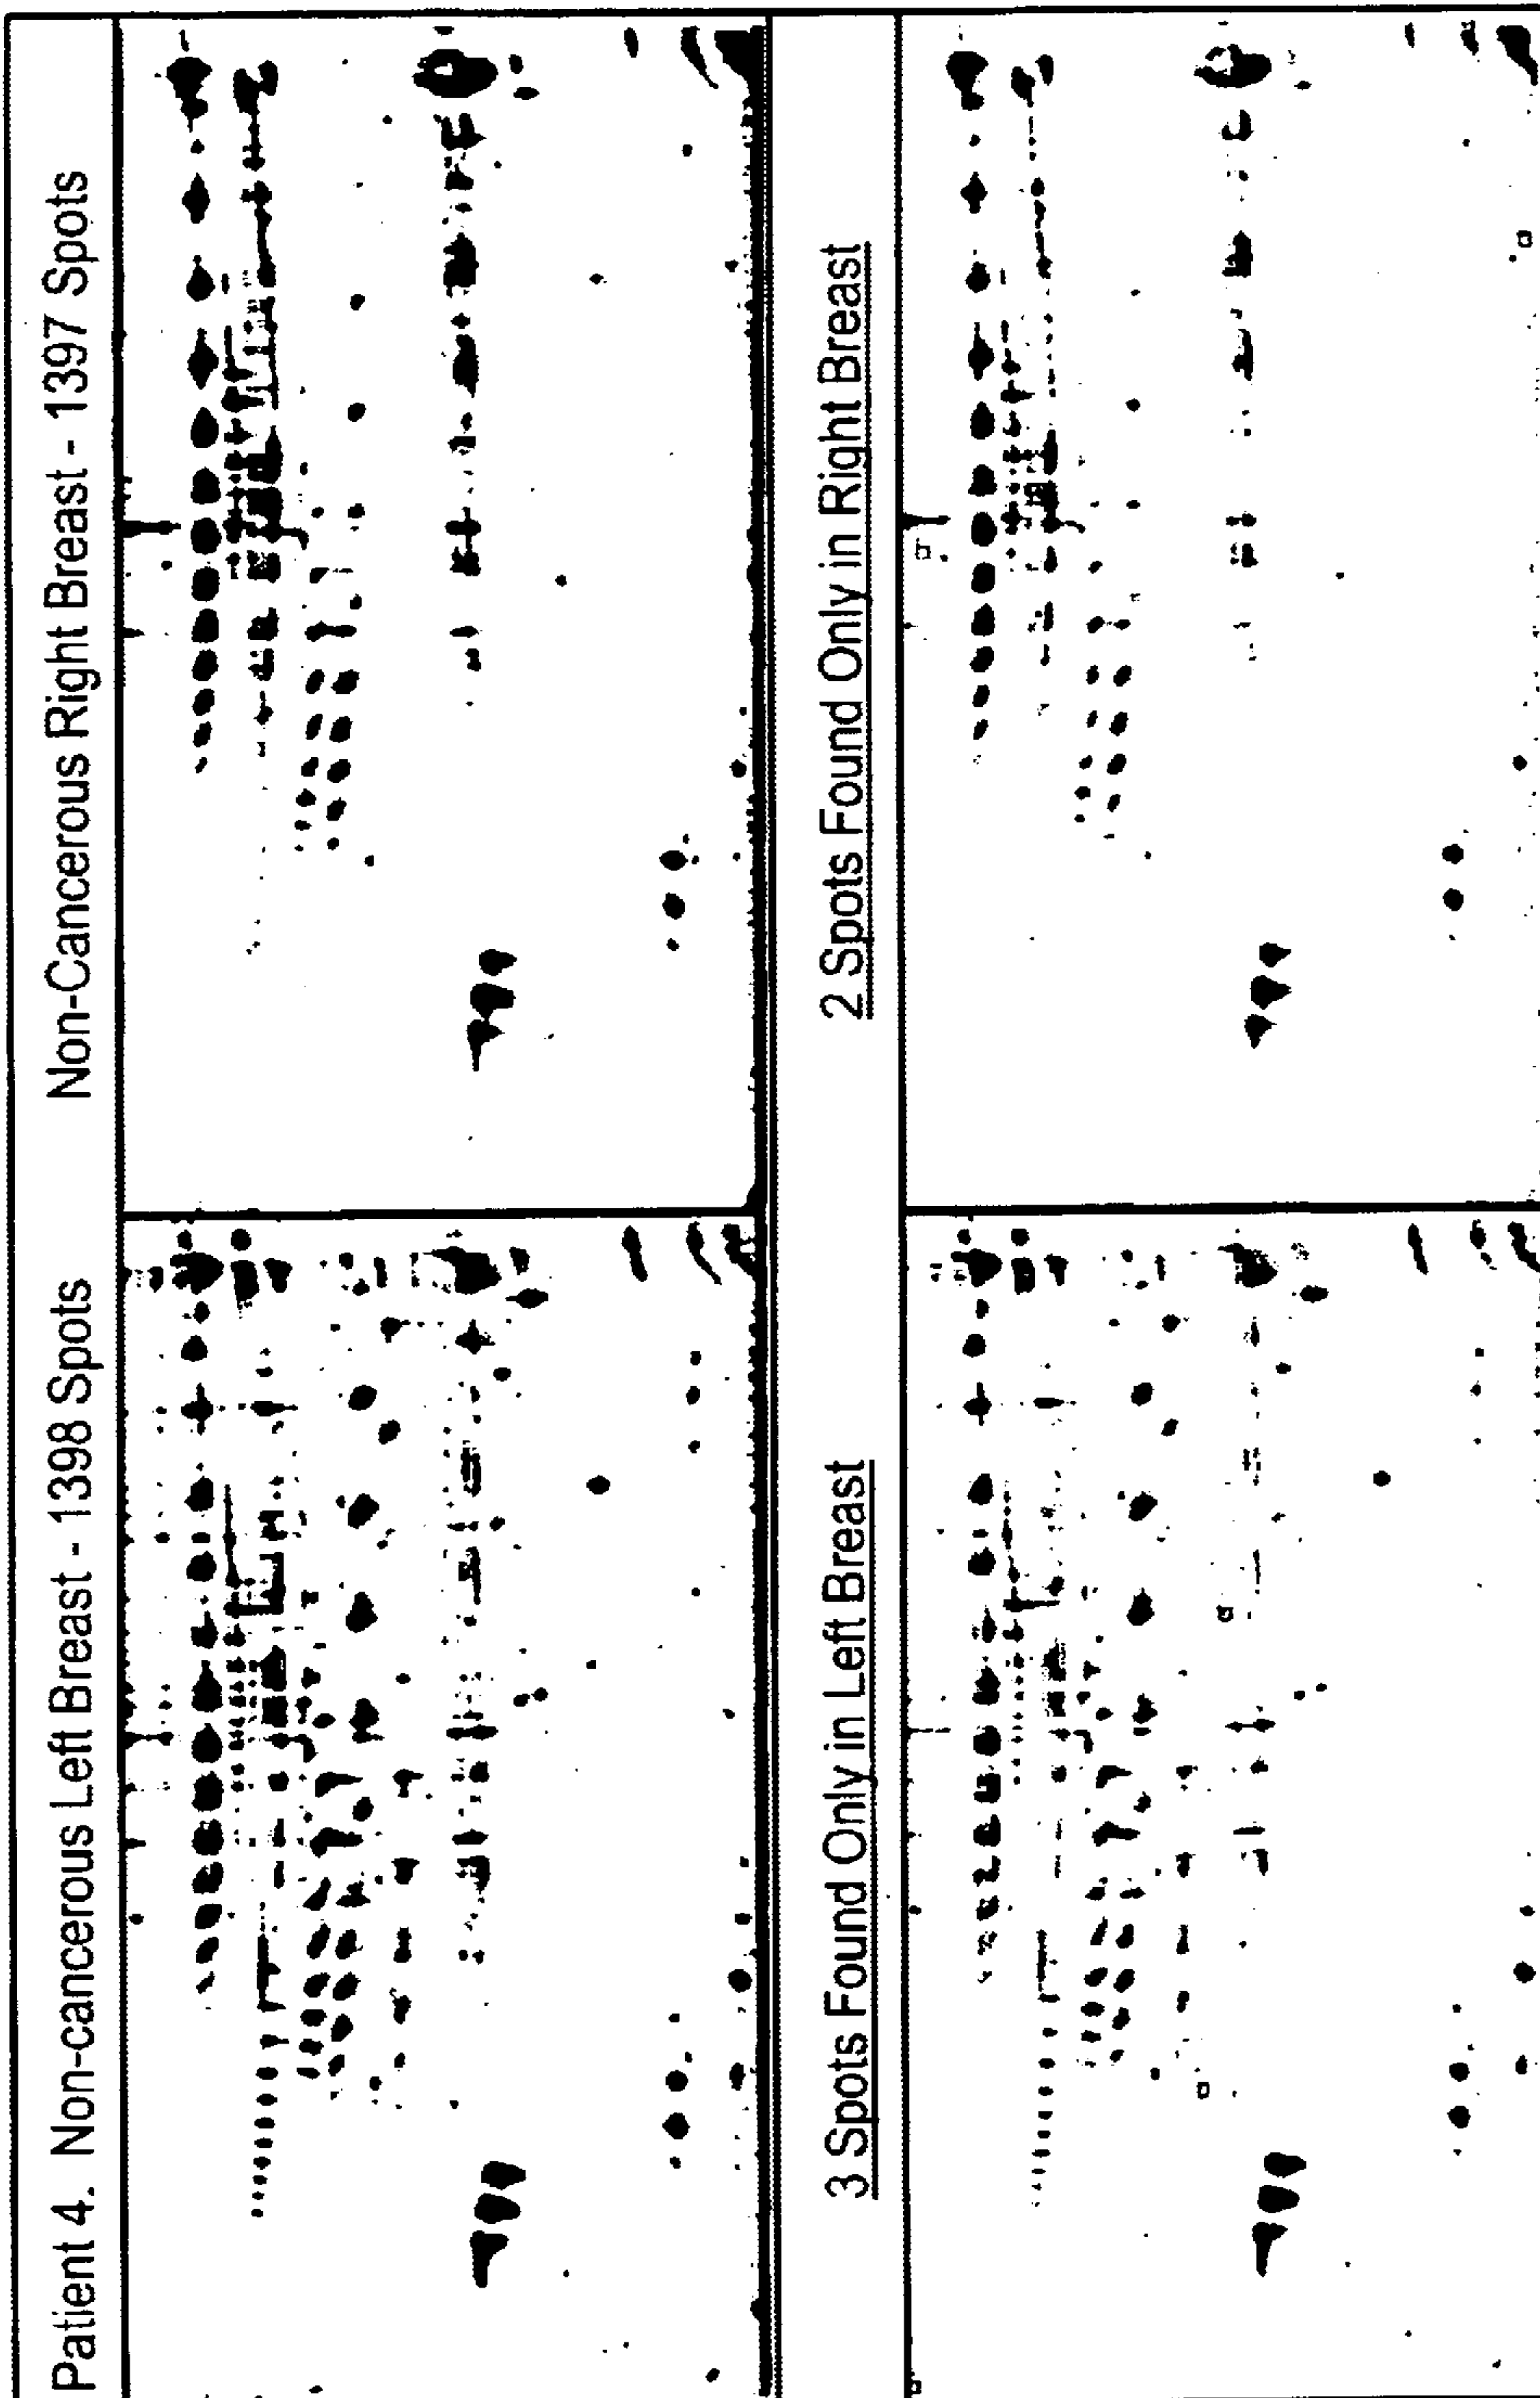 Patient 4. Non-cancerous Left Breast - 1398 Spots
Non-Cancerous Right Breast - 1397 Spots
3 Spots Found Only in Left Breast
2 Spots Found Only in Right Breast